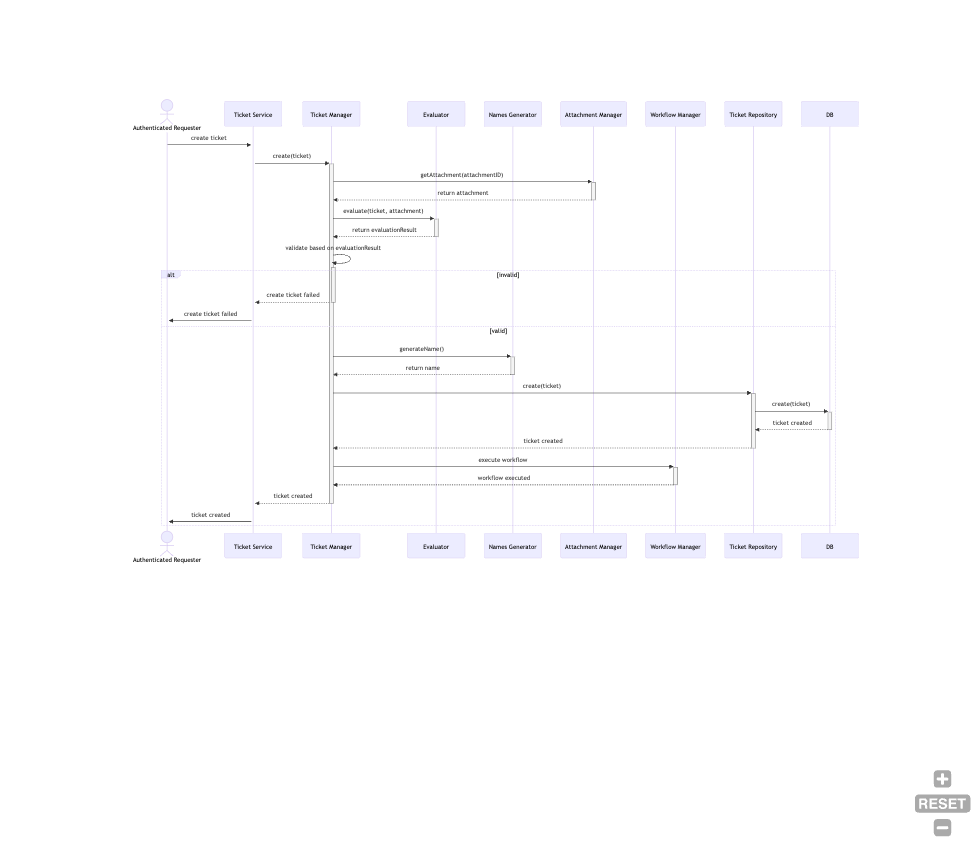 Ticket Service
Ticket Manager
Evaluator
Names Generator
Attachment Manager
Workflow Manager
Ticket Repository
DB
Authenticated Requester
create ticket
create(ticket)
getAttachment(attachmentID)
return attachment
evaluate(ticket, attachment)
return evaluationResult
validate based on evaluationResult
alt
[invalid]
create ticket failed
create ticket failed
[valid]
generateName()
return name
create(ticket)
create(ticket)
ticket created
ticket created
execute workflow
workflow executed
ticket created
ticket created
Ticket Service
Ticket Manager
Evaluator
Names Generator
Attachment Manager
Workflow Manager
Ticket Repository
DB
Authenticated Requester
RESET